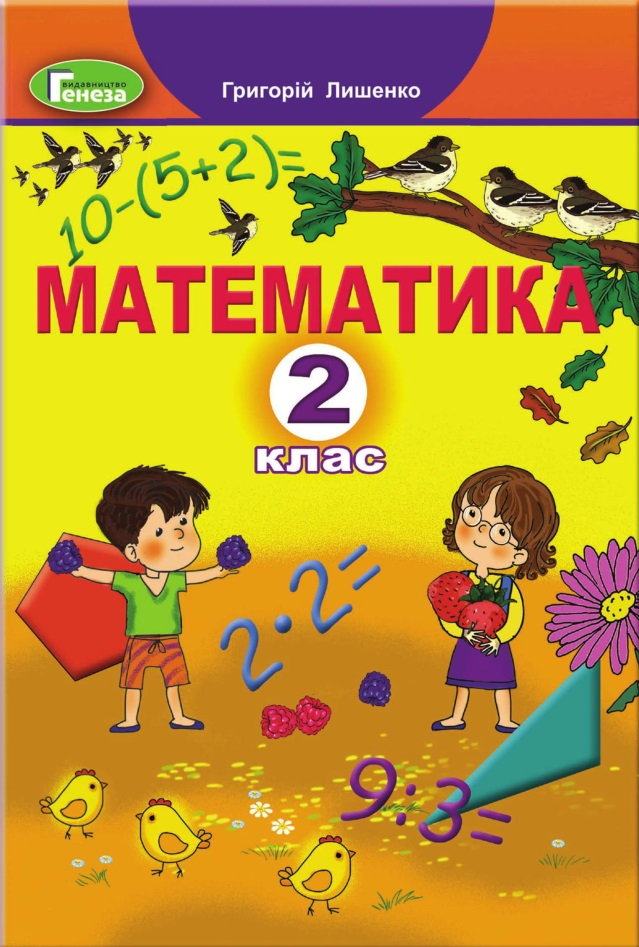 видавництво
Генеза
Григорій Лишенко
10-(5+2)=
МАТЕМАТИКА
2
клас
2·2=
9:3=